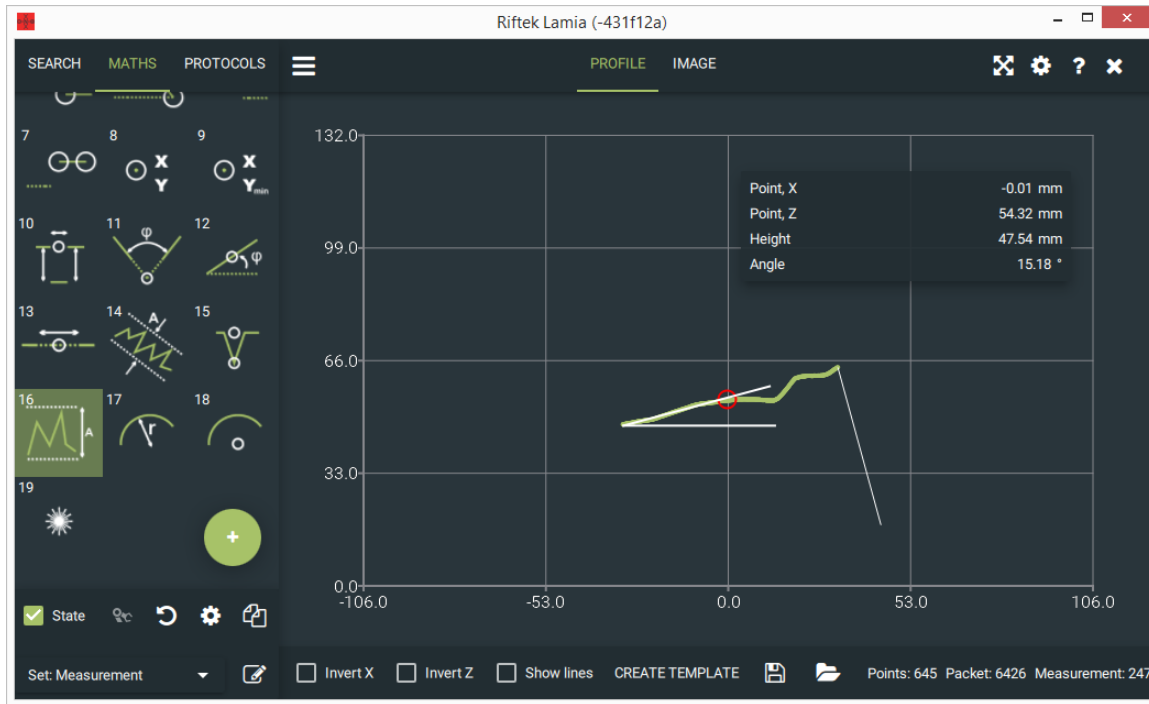 Riftek Lamia (-431f12a)
SEARCH MATHS PROTOCOLS
PROFILE IMAGE
?
7 8 9
X
Y
X
Ymin
10 11 12
φ
φ
13 14 15
A
16 17 18
A
r
19
+
State
Set: Measurement
132.0
99.0
66.0
33.0
0.0
-106.0 -53.0 0.0 53.0 106.0
Point, X -0.01 mm
Point, Z 54.32 mm
Height 47.54 mm
Angle 15.18 °
Invert X Invert Z Show lines CREATE TEMPLATE Points: 645 Packet: 6426 Measurement: 247